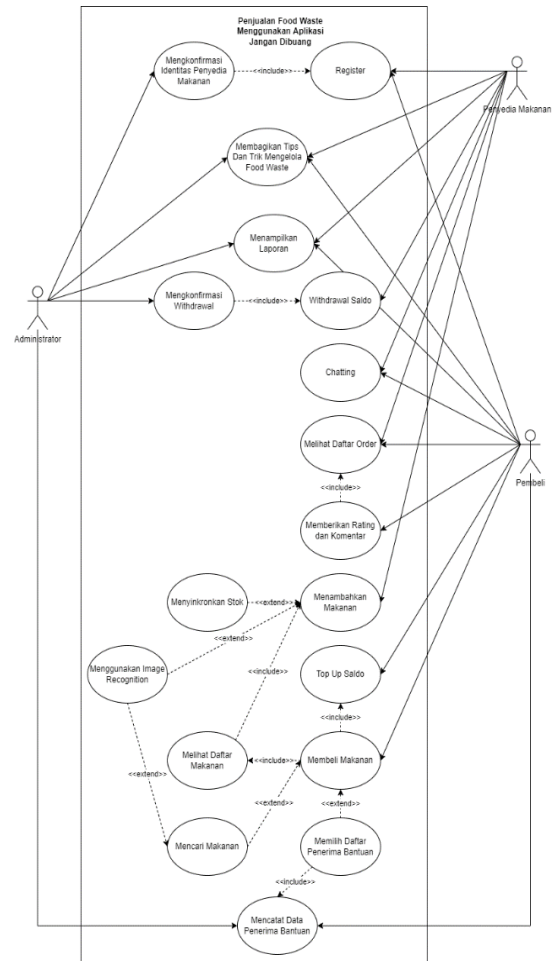 Penjualan Food Waste
Menggunakan Aplikasi
Jangan Dibuang
Mengkonfirmasi
Identitas Penyedia
Makanan
<<include>>
Register
Penyedia Makanan
Membagikan Tips
Dan Trik Mengelola
Food Waste
Menampilkan
Laporan
Administrator
Mengkonfirmasi
Withdrawal
<<include>>
Withdrawal Saldo
Chatting
Melihat Daftar Order
Pembeli
<<include>>
Memberikan Rating
dan Komentar
Menyinkronkan Stok
<<extend>>
Menambahkan
Makanan
<<extend>>
Menggunakan Image
Recognition
<<include>>
Top Up Saldo
<<include>>
Melihat Daftar
Makanan
<<include>>
Membeli Makanan
<<extend>>
<<extend>>
<<extend>>
Mencari Makanan
Memilih Daftar
Penerima Bantuan
<<include>>
Mencatat Data
Penerima Bantuan